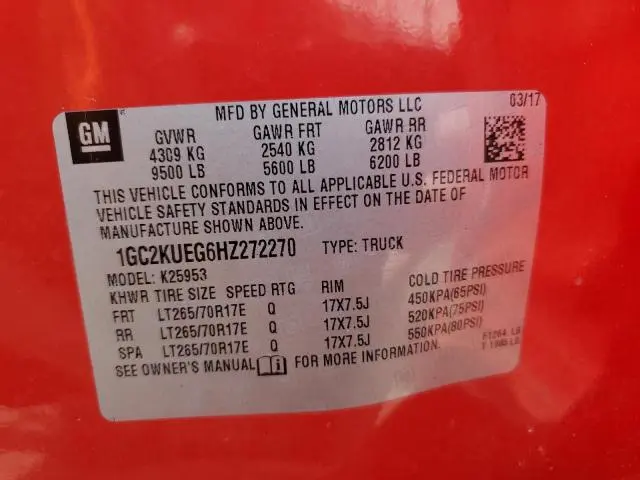 MFD BY GENERAL MOTORS LLC 03/17
GM
GVWR GAWR FRT GAWR RR
4309 KG 2540 KG 2812 KG
9500 LB 5600 LB 6200 LB
THIS VEHICLE CONFORMS TO ALL APPLICABLE U.S. FEDERAL MOTOR
VEHICLE SAFETY STANDARDS IN EFFECT ON THE DATE OF
MANUFACTURE SHOWN ABOVE.
1GC2KUEG6HZ272270 TYPE: TRUCK
MODEL: K25953
KHWR TIRE SIZE SPEED RTG RIM COLD TIRE PRESSURE
FRT LT265/70R17E Q 17X7.5J 450KPA(65PSI)
RR LT265/70R17E Q 17X7.5J 520KPA(75PSI)
SPA LT265/70R17E Q 17X7.5J 550KPA(80PSI)
SEE OWNER'S MANUAL FOR MORE INFORMATION.